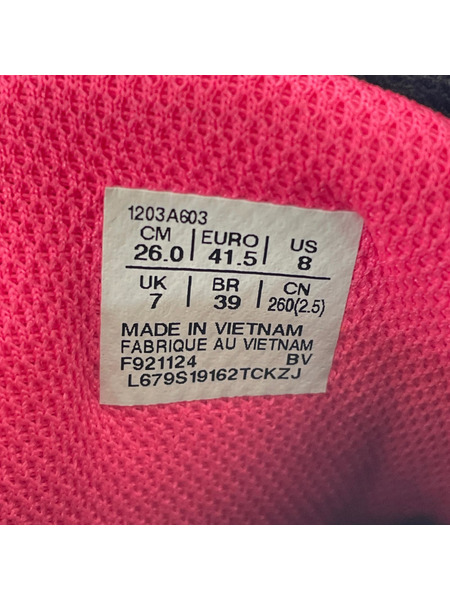 1203A603
CM EURO US
26.0 41.5 8
UK BR CN
7 39 260(2.5)
MADE IN VIETNAM
FABRIQUE AU VIETNAM
F921124 BV
L679S19162TCKZJ